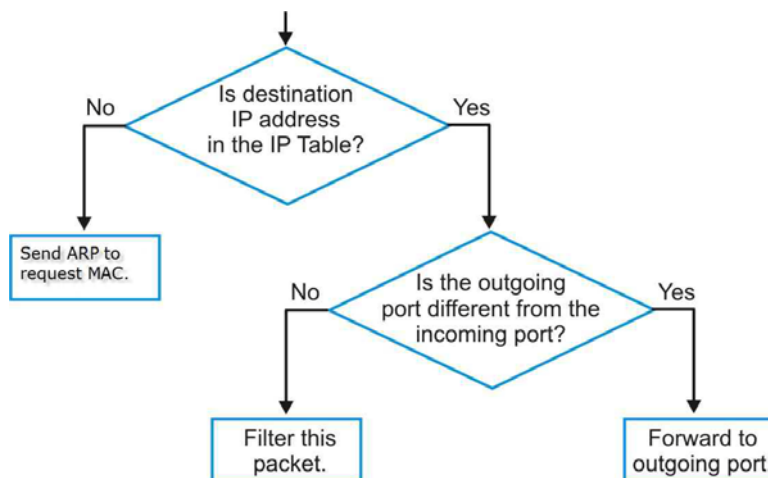 Is destination
IP address
in the IP Table?
No
Yes
Send ARP to
request MAC.
Is the outgoing
port different from the
incoming port?
No
Yes
Filter this
packet.
Forward to
outgoing port.